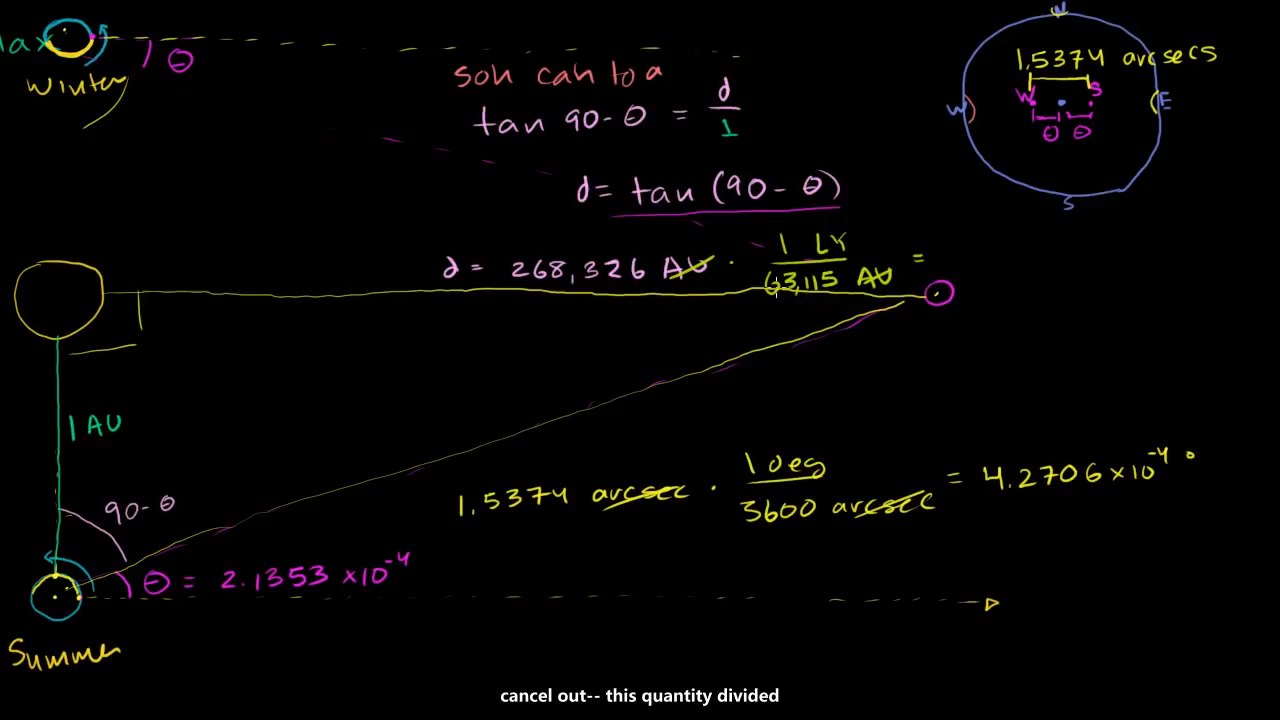 lax
Winter
θ
soh cah toa
tan 90-θ = d/1
d= tan (90 - θ)
d = 268,326 AU · 1 LY / 63,115 AU =
N
1.5374 arcsecs
W
W
S
E
θ θ
S
1 AU
90-θ
1.5374 arcsec · 1 deg / 3600 arcsec = 4.2706 x 10^-4 °
θ = 2.1353 x 10^-4
Summer
cancel out-- this quantity divided